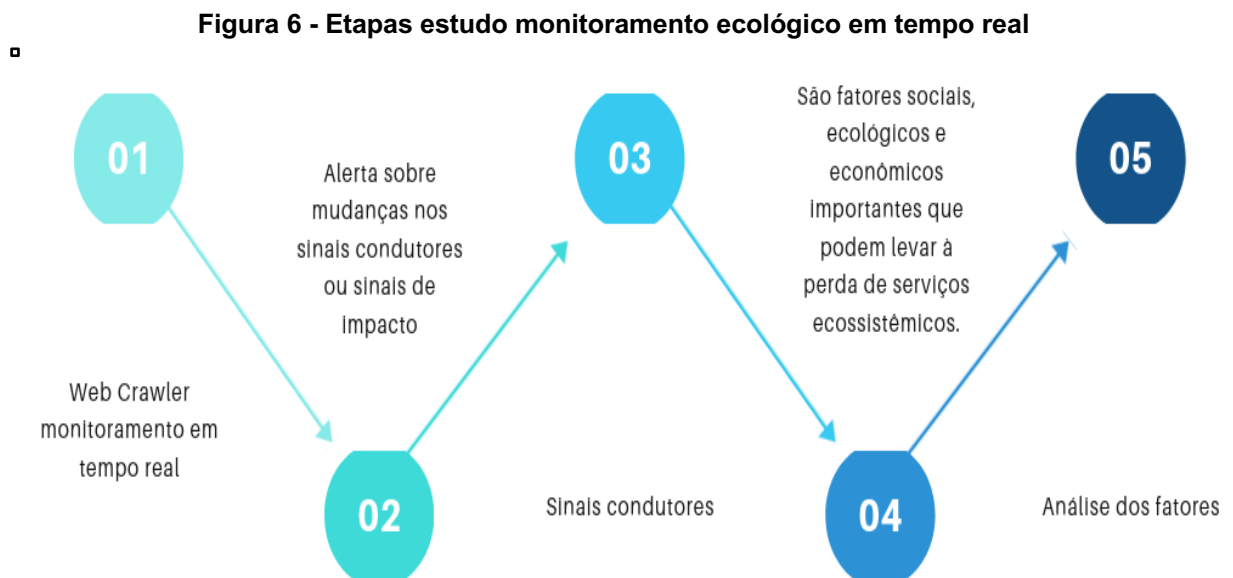 Figura 6 - Etapas estudo monitoramento ecológico em tempo real
01
Web Crawler
monitoramento em
tempo real
02
Alerta sobre
mudanças nos
sinais condutores
ou sinais de
impacto
03
Sinais condutores
04
São fatores sociais,
ecológicos e
econômicos
importantes que
podem levar à
perda de serviços
ecossistêmicos.
05
Análise dos fatores